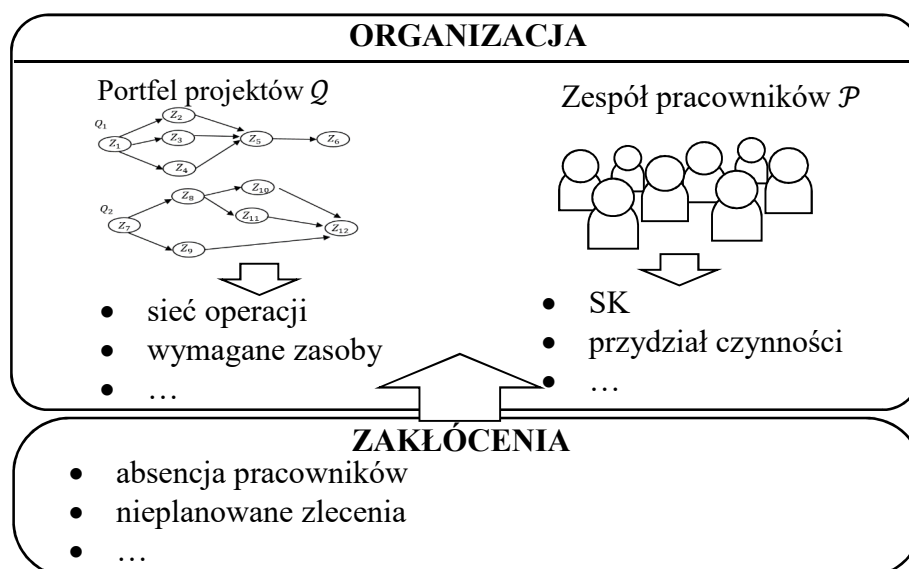 ORGANIZACJA
Portfel projektów 𝒬
Q₁
Z₁
Z₂
Z₃
Z₄
Z₅
Z₆
Q₂
Z₇
Z₈
Z₉
Z₁₀
Z₁₁
Z₁₂
• sieć operacji
• wymagane zasoby
• …
Zespół pracowników 𝒫
• SK
• przydział czynności
• …
ZAKŁÓCENIA
• absencja pracowników
• nieplanowane zlecenia
• …